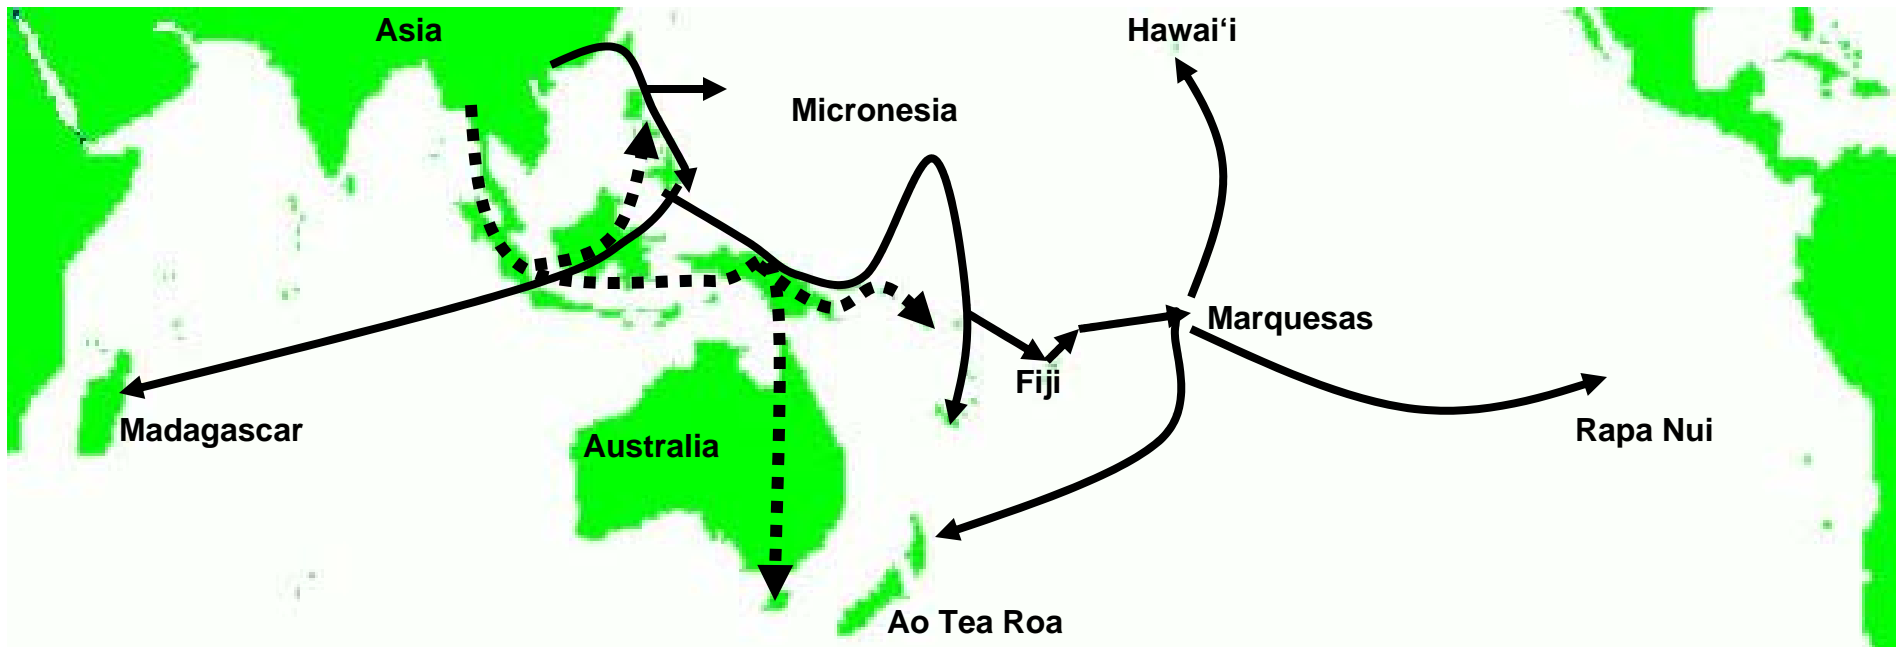 Asia
Hawai‘i
Micronesia
Marquesas
Fiji
Madagascar
Australia
Rapa Nui
Ao Tea Roa